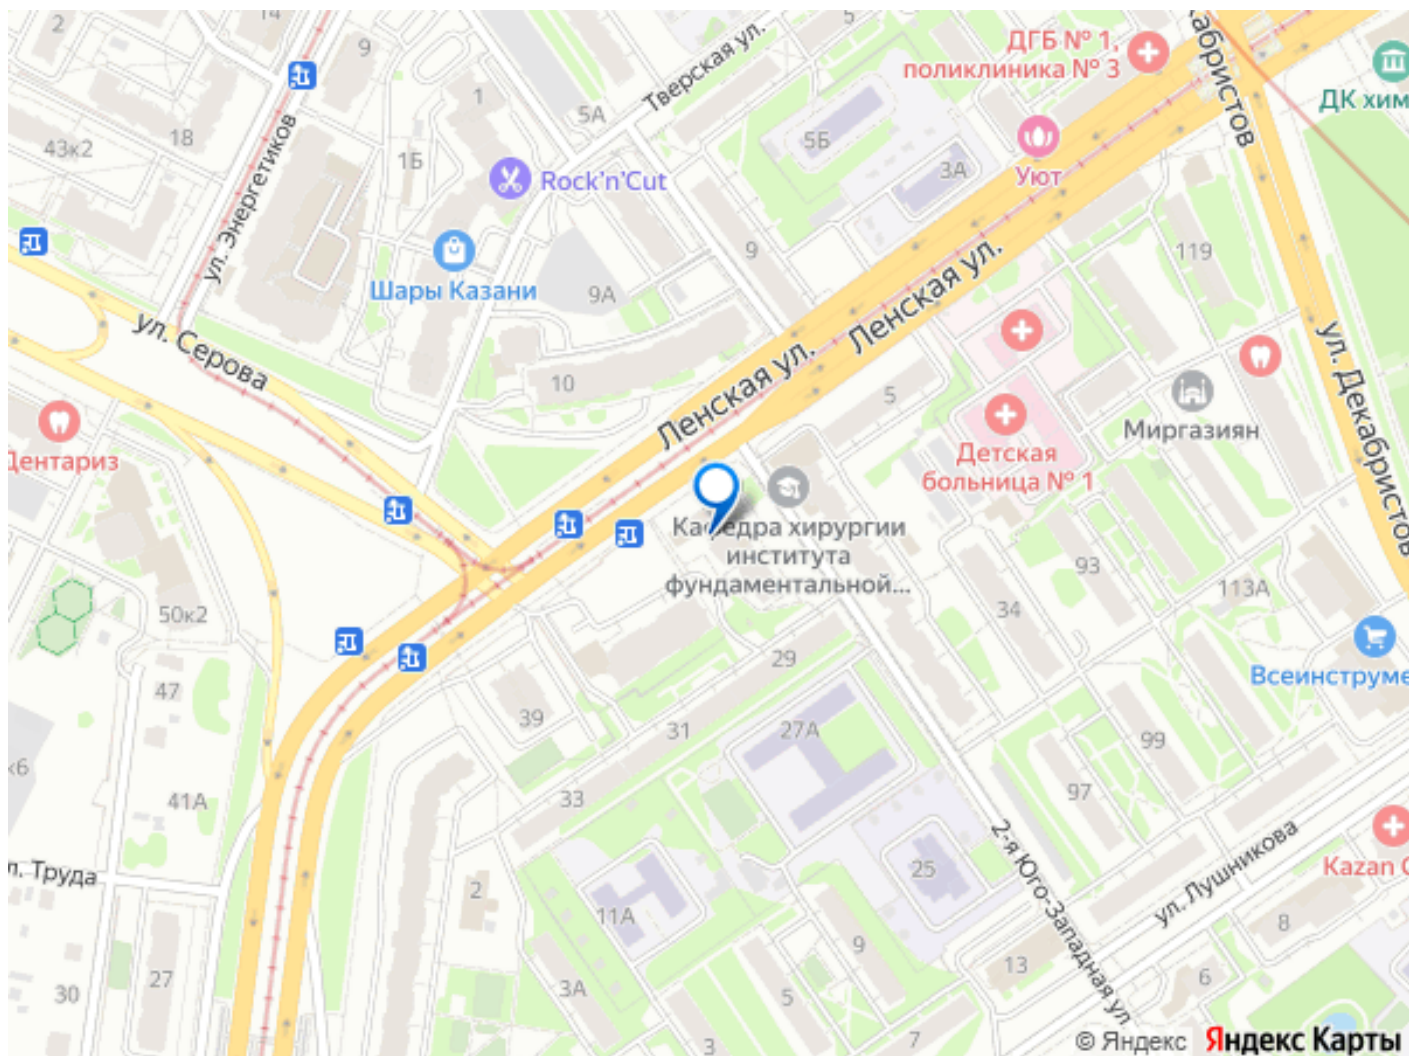 2
14
9
5
ДГБ № 1,
поликлиника № 3
кабристов
ДК хим
1
5А
Тверская ул.
5Б
3А
Уют
18
43к2
1Б
Rock'n'Cut
ул. Энергетиков
Шары Казани
9
9А
119
ул. Серова
Ленская ул.
Ленская ул.
10
5
ул. Декабристов
Миргазиян
Дентариз
Детская
больница № 1
Кафедра хирургии
института
фундаментальной...
93
113А
34
50к2
29
Всеинструме
47
39
31
27А
99
к6
41А
33
97
2-я Юго-Западная ул.
ул. Лушникова
л. Труда
2
25
Kazan C
11А
9
8
13
27
30
3А
5
6
3
7
© Яндекс Яндекс Карты